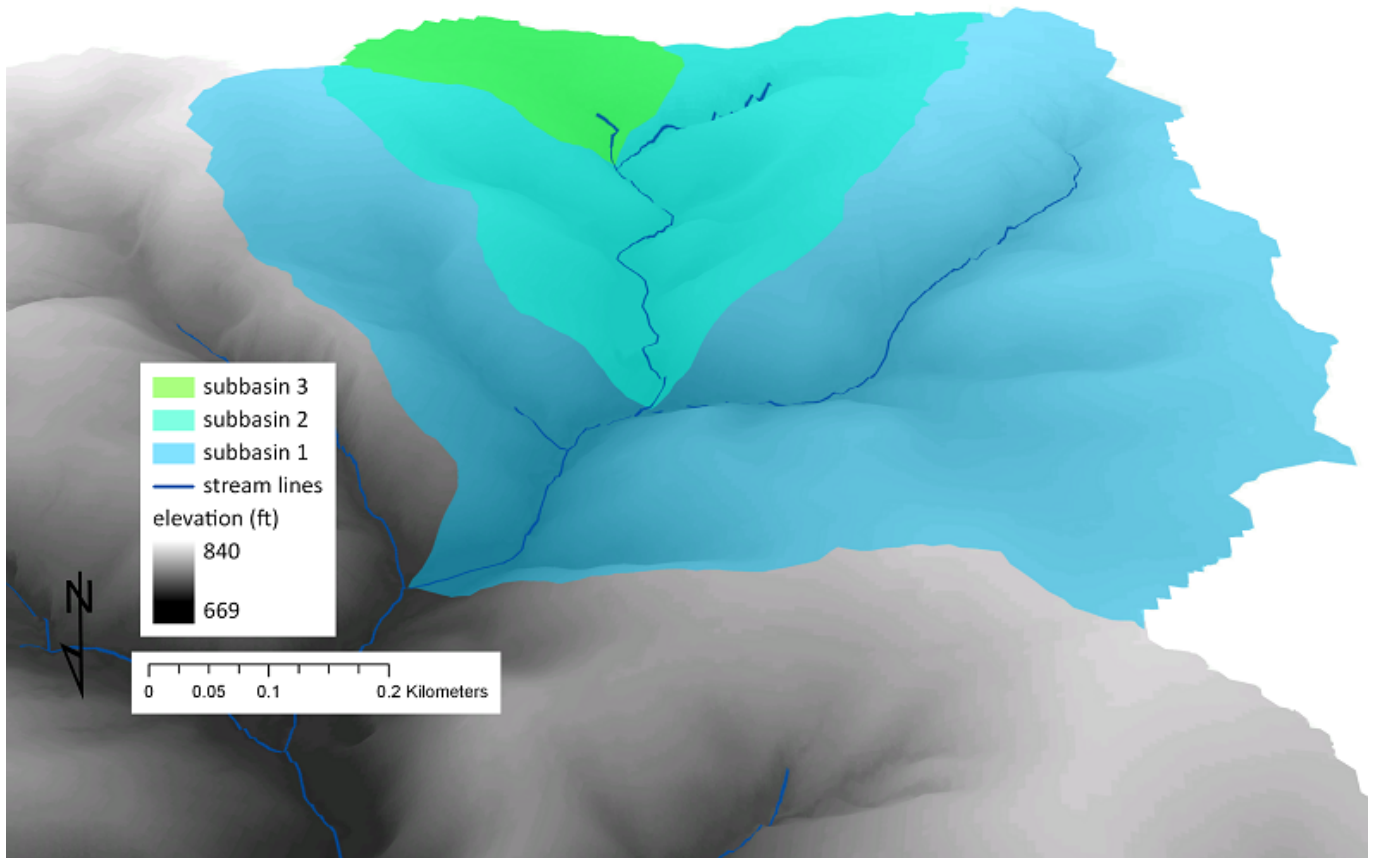 subbasin 3
subbasin 2
subbasin 1
stream lines
elevation (ft)
840
669
N
0 0.05 0.1 0.2 Kilometers